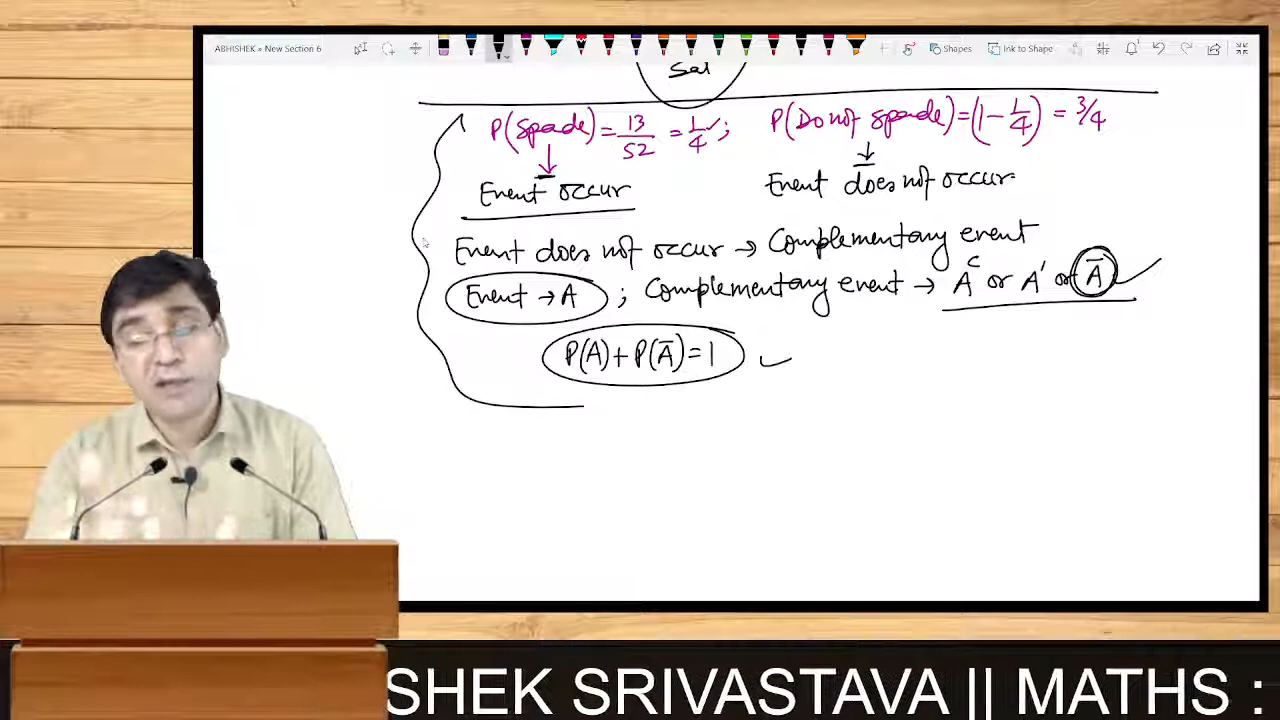 ABHISHEK » New Section 6
Shapes
Ink to Shape
P(Spade) = 13/52 = 1/4 ✓; P(Do not spade) = (1 - 1/4) = 3/4
Event occur
Event does not occur
Event does not occur → Complementary event
Event → A ; Complementary event → Aᶜ or A' or Ā
P(A) + P(Ā) = 1 ✓
SHEK SRIVASTAVA || MATHS :